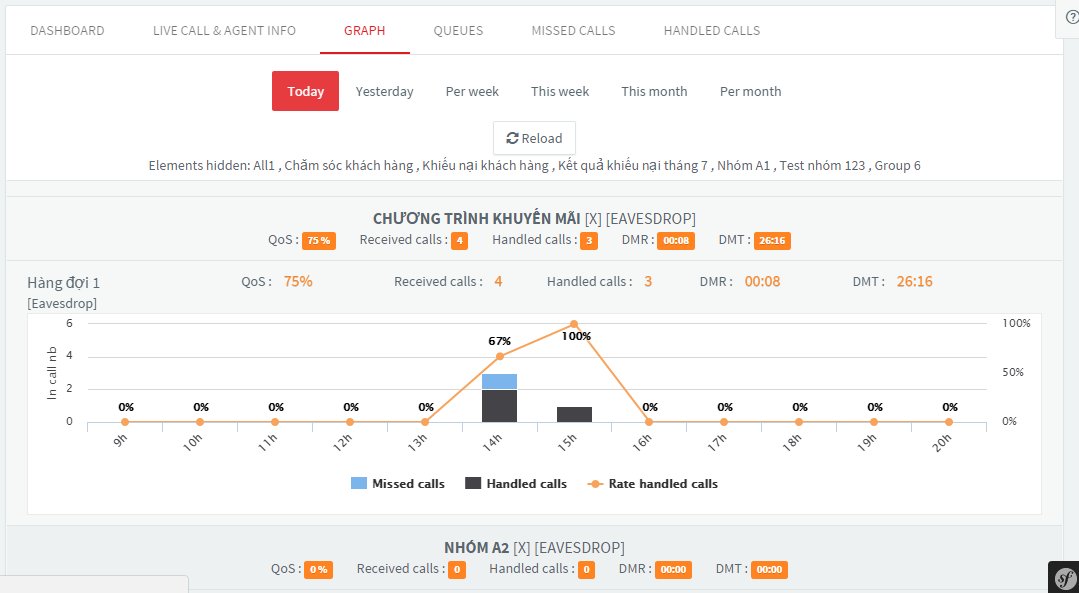 DASHBOARD LIVE CALL & AGENT INFO GRAPH QUEUES MISSED CALLS HANDLED CALLS
Today Yesterday Per week This week This month Per month
Reload
Elements hidden: All1 , Chăm sóc khách hàng , Khiếu nại khách hàng , Kết quả khiếu nại tháng 7 , Nhóm A1 , Test nhóm 123 , Group 6
CHƯƠNG TRÌNH KHUYẾN MÃI [X] [EAVESDROP]
QoS : 75 % Received calls : 4 Handled calls : 3 DMR : 00:08 DMT : 26:16
Hàng đợi 1 QoS : 75% Received calls : 4 Handled calls : 3 DMR : 00:08 DMT : 26:16
[Eavesdrop]
In call nb
6 100%
100%
67%
4
50%
2
0% 0% 0% 0% 0% 0% 0% 0% 0% 0%
0 0%
9h 10h 11h 12h 13h 14h 15h 16h 17h 18h 19h 20h
Missed calls Handled calls Rate handled calls
NHÓM A2 [X] [EAVESDROP]
QoS : 0 % Received calls : 0 Handled calls : 0 DMR : 00:00 DMT : 00:00
sf